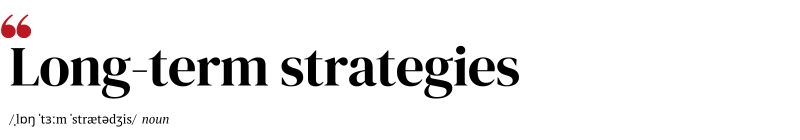 “
Long-term strategies
/ˌlɒŋ ˈtɜːm ˈstrætədʒis/ noun